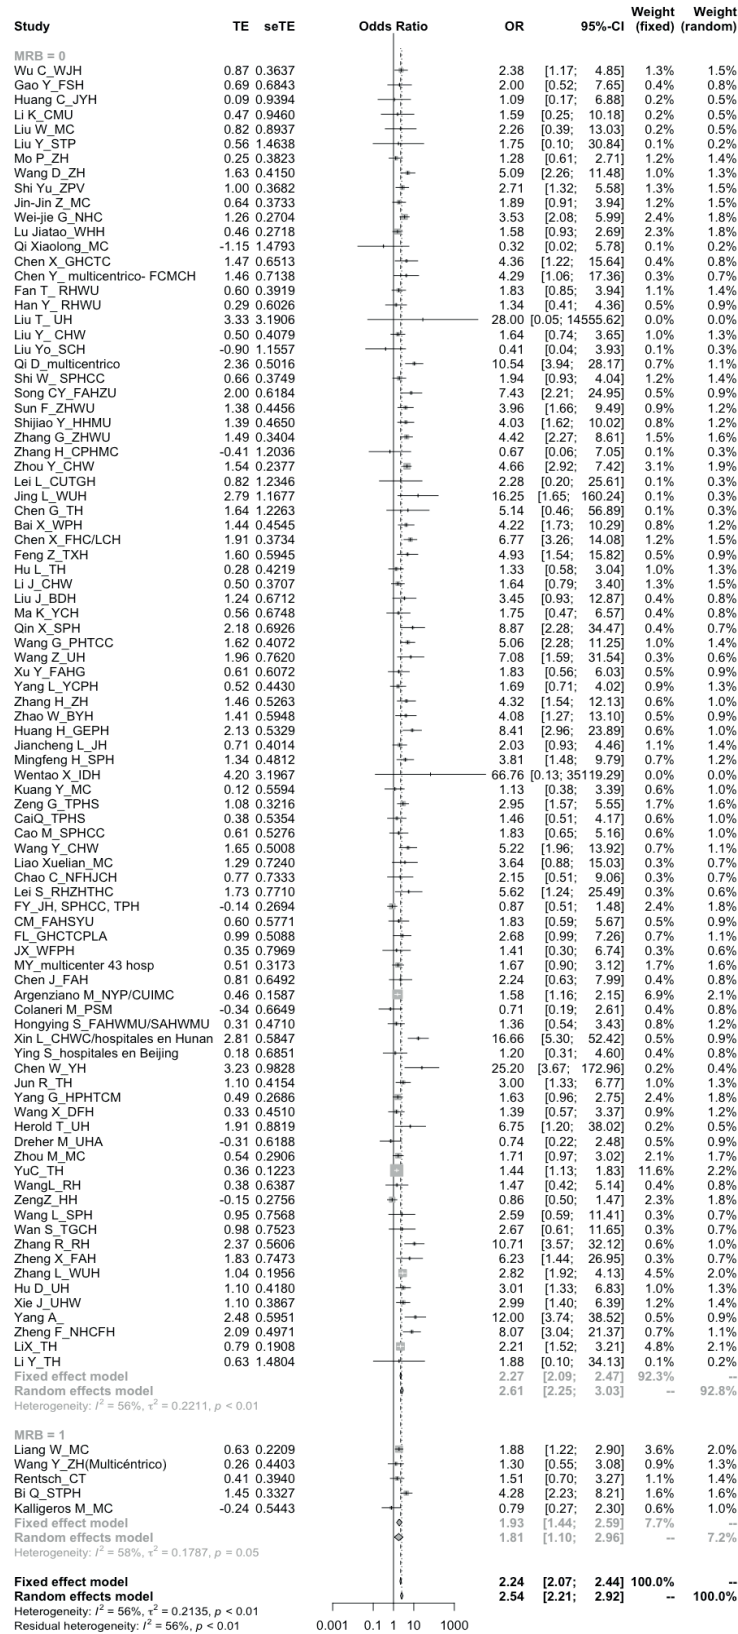 Weight Weight
Study TE seTE Odds Ratio OR 95%-CI (fixed) (random)
MRB = 0
Wu C_WJH 0.87 0.3637 2.38 [1.17; 4.85] 1.3% 1.5%
Gao Y_FSH 0.69 0.6843 2.00 [0.52; 7.65] 0.4% 0.8%
Huang C_JYH 0.09 0.9394 1.09 [0.17; 6.88] 0.2% 0.5%
Li K_CMU 0.47 0.9460 1.59 [0.25; 10.18] 0.2% 0.5%
Liu W_MC 0.82 0.8937 2.26 [0.39; 13.03] 0.2% 0.5%
Liu Y_STP 0.56 1.4638 1.75 [0.10; 30.84] 0.1% 0.2%
Mo P_ZH 0.25 0.3823 1.28 [0.61; 2.71] 1.2% 1.4%
Wang D_ZH 1.63 0.4150 5.09 [2.26; 11.48] 1.0% 1.3%
Shi Yu_ZPV 1.00 0.3682 2.71 [1.32; 5.58] 1.3% 1.5%
Jin-Jin Z_MC 0.64 0.3733 1.89 [0.91; 3.94] 1.2% 1.4%
Wei-jie G_NHC 1.26 0.2704 3.53 [2.08; 5.99] 2.4% 1.8%
Lu Jiatao_WHH 0.46 0.2718 1.58 [0.93; 2.69] 2.3% 1.8%
Qi Xiaolong_MC -1.15 1.4793 0.32 [0.02; 5.78] 0.1% 0.2%
Chen X_GHCTC 1.47 0.6513 4.36 [1.22; 15.64] 0.4% 0.8%
Chen Y_ multicentrico- FCMCH 1.46 0.7138 4.29 [1.06; 17.36] 0.3% 0.7%
Fan T_ RHWU 0.60 0.3919 1.83 [0.85; 3.94] 1.1% 1.4%
Han Y_ RHWU 0.29 0.6026 1.34 [0.41; 4.36] 0.5% 0.9%
Liu T_ UH 3.33 3.1906 28.00 [0.05; 14555.62] 0.0% 0.0%
Liu Y_ CHW 0.50 0.4079 1.64 [0.74; 3.65] 1.0% 1.4%
Liu Yo_SCH -0.90 1.1557 0.41 [0.04; 3.93] 0.1% 0.3%
Qi D_multicentrico 2.36 0.5016 10.54 [3.94; 28.17] 0.7% 1.1%
Shi W_ SPHCC 0.66 0.3749 1.94 [0.93; 4.04] 1.2% 1.4%
Song CY_FAHZU 2.00 0.6184 7.43 [2.21; 24.95] 0.5% 0.9%
Sun F_ZHWU 1.38 0.4456 3.96 [1.66; 9.49] 0.9% 1.2%
Shijiao Y_HHMU 1.39 0.4650 4.03 [1.62; 10.02] 0.8% 1.2%
Zhang G_ZHWU 1.49 0.3404 4.42 [2.27; 8.61] 1.5% 1.6%
Zhang H_CPHMC -0.41 1.2036 0.67 [0.06; 7.05] 0.1% 0.3%
Zhou Y_CHW 1.54 0.2377 4.66 [2.92; 7.42] 3.1% 1.9%
Lei L_CUTGH 0.82 1.2346 2.28 [0.20; 25.61] 0.1% 0.3%
Jing L_WUH 2.79 1.1677 16.25 [1.65; 160.24] 0.1% 0.3%
Chen G_TH 1.64 1.2263 5.14 [0.46; 56.89] 0.1% 0.3%
Bai X_WPH 1.44 0.4545 4.22 [1.73; 10.29] 0.8% 1.2%
Chen X_FHC/LCH 1.91 0.3734 6.77 [3.26; 14.08] 1.2% 1.5%
Feng Z_TXH 1.60 0.5945 4.93 [1.54; 15.82] 0.5% 0.9%
Hu L_TH 0.28 0.4219 1.33 [0.58; 3.04] 1.0% 1.3%
Li J_CHW 0.50 0.3707 1.64 [0.79; 3.40] 1.3% 1.5%
Liu J_BDH 1.24 0.6712 3.45 [0.93; 12.87] 0.4% 0.8%
Ma K_YCH 0.56 0.6748 1.75 [0.47; 6.57] 0.4% 0.8%
Qin X_SPH 2.18 0.6926 8.87 [2.28; 34.47] 0.4% 0.7%
Wang G_PHTCC 1.62 0.4072 5.06 [2.28; 11.25] 1.0% 1.4%
Wang Z_UH 1.96 0.7620 7.08 [1.59; 31.54] 0.3% 0.6%
Xu Y_FAHG 0.61 0.6072 1.83 [0.56; 6.03] 0.5% 0.9%
Yang L_YCPH 0.52 0.4430 1.69 [0.71; 4.02] 0.9% 1.3%
Zhang H_ZH 1.46 0.5263 4.32 [1.54; 12.13] 0.6% 1.0%
Zhao W_BYH 1.41 0.5948 4.08 [1.27; 13.10] 0.5% 0.9%
Huang H_GEPH 2.13 0.5329 8.41 [2.96; 23.89] 0.6% 1.0%
Jiancheng L_JH 0.71 0.4014 2.03 [0.93; 4.46] 1.1% 1.4%
Mingfeng H_SPH 1.34 0.4812 3.81 [1.48; 9.79] 0.7% 1.2%
Wentao X_IDH 4.20 3.1967 66.76 [0.13; 35119.29] 0.0% 0.0%
Kuang Y_MC 0.12 0.5594 1.13 [0.38; 3.39] 0.6% 1.0%
Zeng G_TPHS 1.08 0.3216 2.95 [1.57; 5.55] 1.7% 1.6%
CaiQ_TPHS 0.38 0.5354 1.46 [0.51; 4.17] 0.6% 1.0%
Cao M_SPHCC 0.61 0.5276 1.83 [0.65; 5.16] 0.6% 1.0%
Wang Y_CHW 1.65 0.5008 5.22 [1.96; 13.92] 0.7% 1.1%
Liao Xuelian_MC 1.29 0.7240 3.64 [0.88; 15.03] 0.3% 0.7%
Chao C_NFHJCH 0.77 0.7333 2.15 [0.51; 9.06] 0.3% 0.7%
Lei S_RHZHTHC 1.73 0.7710 5.62 [1.24; 25.49] 0.3% 0.6%
FY_JH, SPHCC, TPH -0.14 0.2694 0.87 [0.51; 1.48] 2.4% 1.8%
CM_FAHSYU 0.60 0.5771 1.83 [0.59; 5.67] 0.5% 0.9%
FL_GHCTCPLA 0.99 0.5088 2.68 [0.99; 7.26] 0.7% 1.1%
JX_WFPH 0.35 0.7969 1.41 [0.30; 6.74] 0.3% 0.6%
MY_multicenter 43 hosp 0.51 0.3173 1.67 [0.90; 3.12] 1.7% 1.6%
Chen J_FAH 0.81 0.6492 2.24 [0.63; 7.99] 0.4% 0.8%
Argenziano M_NYP/CUIMC 0.46 0.1587 1.58 [1.16; 2.15] 6.9% 2.1%
Colaneri M_PSM -0.34 0.6649 0.71 [0.19; 2.61] 0.4% 0.8%
Hongying S_FAHWMU/SAHWMU 0.31 0.4710 1.36 [0.54; 3.43] 0.8% 1.2%
Xin L_CHWC/hospitales en Hunan 2.81 0.5847 16.66 [5.30; 52.42] 0.5% 0.9%
Ying S_hospitales en Beijing 0.18 0.6851 1.20 [0.31; 4.60] 0.4% 0.8%
Chen W_YH 3.23 0.9828 25.20 [3.67; 172.96] 0.2% 0.4%
Jun R_TH 1.10 0.4154 3.00 [1.33; 6.77] 1.0% 1.3%
Yang G_HPHTCM 0.49 0.2686 1.63 [0.96; 2.75] 2.4% 1.8%
Wang X_DFH 0.33 0.4510 1.39 [0.57; 3.37] 0.9% 1.2%
Herold T_UH 1.91 0.8819 6.75 [1.20; 38.02] 0.2% 0.5%
Dreher M_UHA -0.31 0.6188 0.74 [0.22; 2.48] 0.5% 0.9%
Zhou M_MC 0.54 0.2906 1.71 [0.97; 3.02] 2.1% 1.7%
YuC_TH 0.36 0.1223 1.44 [1.13; 1.83] 11.6% 2.2%
WangL_RH 0.38 0.6387 1.47 [0.42; 5.14] 0.4% 0.8%
ZengZ_HH -0.15 0.2756 0.86 [0.50; 1.47] 2.3% 1.8%
Wang L_SPH 0.95 0.7568 2.59 [0.59; 11.41] 0.3% 0.7%
Wan S_TGCH 0.98 0.7523 2.67 [0.61; 11.65] 0.3% 0.7%
Zhang R_RH 2.37 0.5606 10.71 [3.57; 32.12] 0.6% 1.0%
Zheng X_FAH 1.83 0.7473 6.23 [1.44; 26.95] 0.3% 0.7%
Zhang L_WUH 1.04 0.1956 2.82 [1.92; 4.13] 4.5% 2.0%
Hu D_UH 1.10 0.4180 3.01 [1.33; 6.83] 1.0% 1.3%
Xie J_UHW 1.10 0.3867 2.99 [1.40; 6.39] 1.2% 1.4%
Yang A_ 2.48 0.5951 12.00 [3.74; 38.52] 0.5% 0.9%
Zheng F_NHCFH 2.09 0.4971 8.07 [3.04; 21.37] 0.7% 1.1%
LiX_TH 0.79 0.1908 2.21 [1.52; 3.21] 4.8% 2.1%
Li Y_TH 0.63 1.4804 1.88 [0.10; 34.13] 0.1% 0.2%
Fixed effect model 2.27 [2.09; 2.47] 92.3% --
Random effects model 2.61 [2.25; 3.03] -- 92.8%
Heterogeneity: I² = 56%, τ² = 0.2211, p < 0.01
MRB = 1
Liang W_MC 0.63 0.2209 1.88 [1.22; 2.90] 3.6% 2.0%
Wang Y_ZH(Multicéntrico) 0.26 0.4403 1.30 [0.55; 3.08] 0.9% 1.3%
Rentsch_CT 0.41 0.3940 1.51 [0.70; 3.27] 1.1% 1.4%
Bi Q_STPH 1.45 0.3327 4.28 [2.23; 8.21] 1.6% 1.6%
Kalligeros M_MC -0.24 0.5443 0.79 [0.27; 2.30] 0.6% 1.0%
Fixed effect model 1.93 [1.44; 2.59] 7.7% --
Random effects model 1.81 [1.10; 2.96] -- 7.2%
Heterogeneity: I² = 58%, τ² = 0.1787, p = 0.05
Fixed effect model 2.24 [2.07; 2.44] 100.0% --
Random effects model 2.54 [2.21; 2.92] -- 100.0%
Heterogeneity: I² = 56%, τ² = 0.2135, p < 0.01
Residual heterogeneity: I² = 56%, p < 0.01
0.001 0.1 1 10 1000